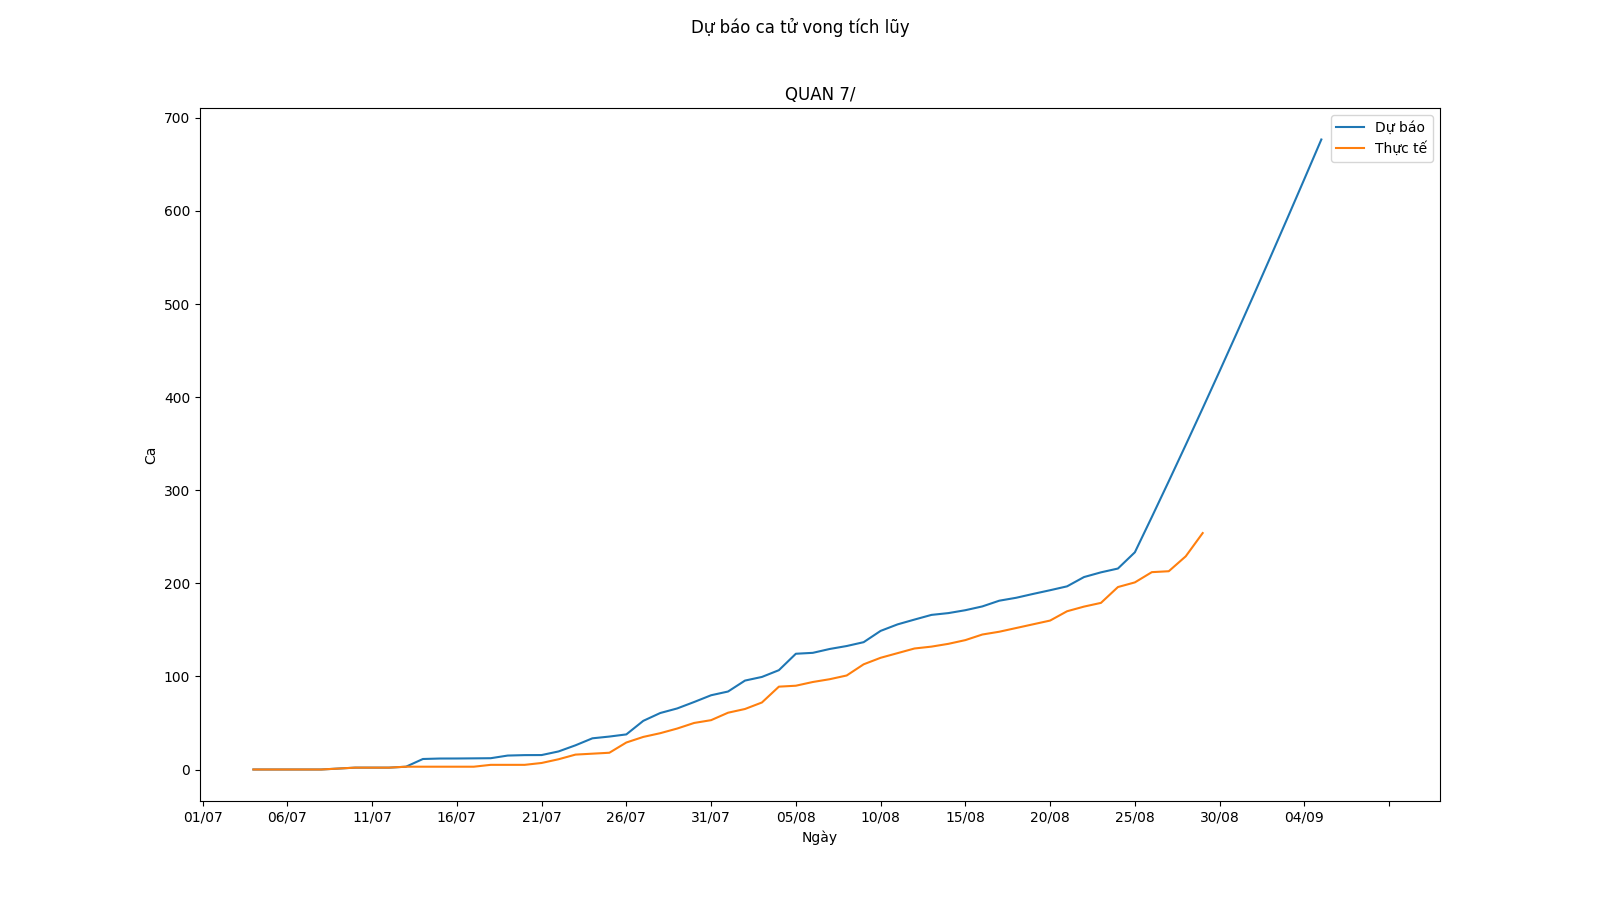 Dự báo ca tử vong tích lũy
QUAN 7/
700
600
500
400
300
200
100
0
Ca
Dự báo
Thực tế
01/07 06/07 11/07 16/07 21/07 26/07 31/07 05/08 10/08 15/08 20/08 25/08 30/08 04/09
Ngày